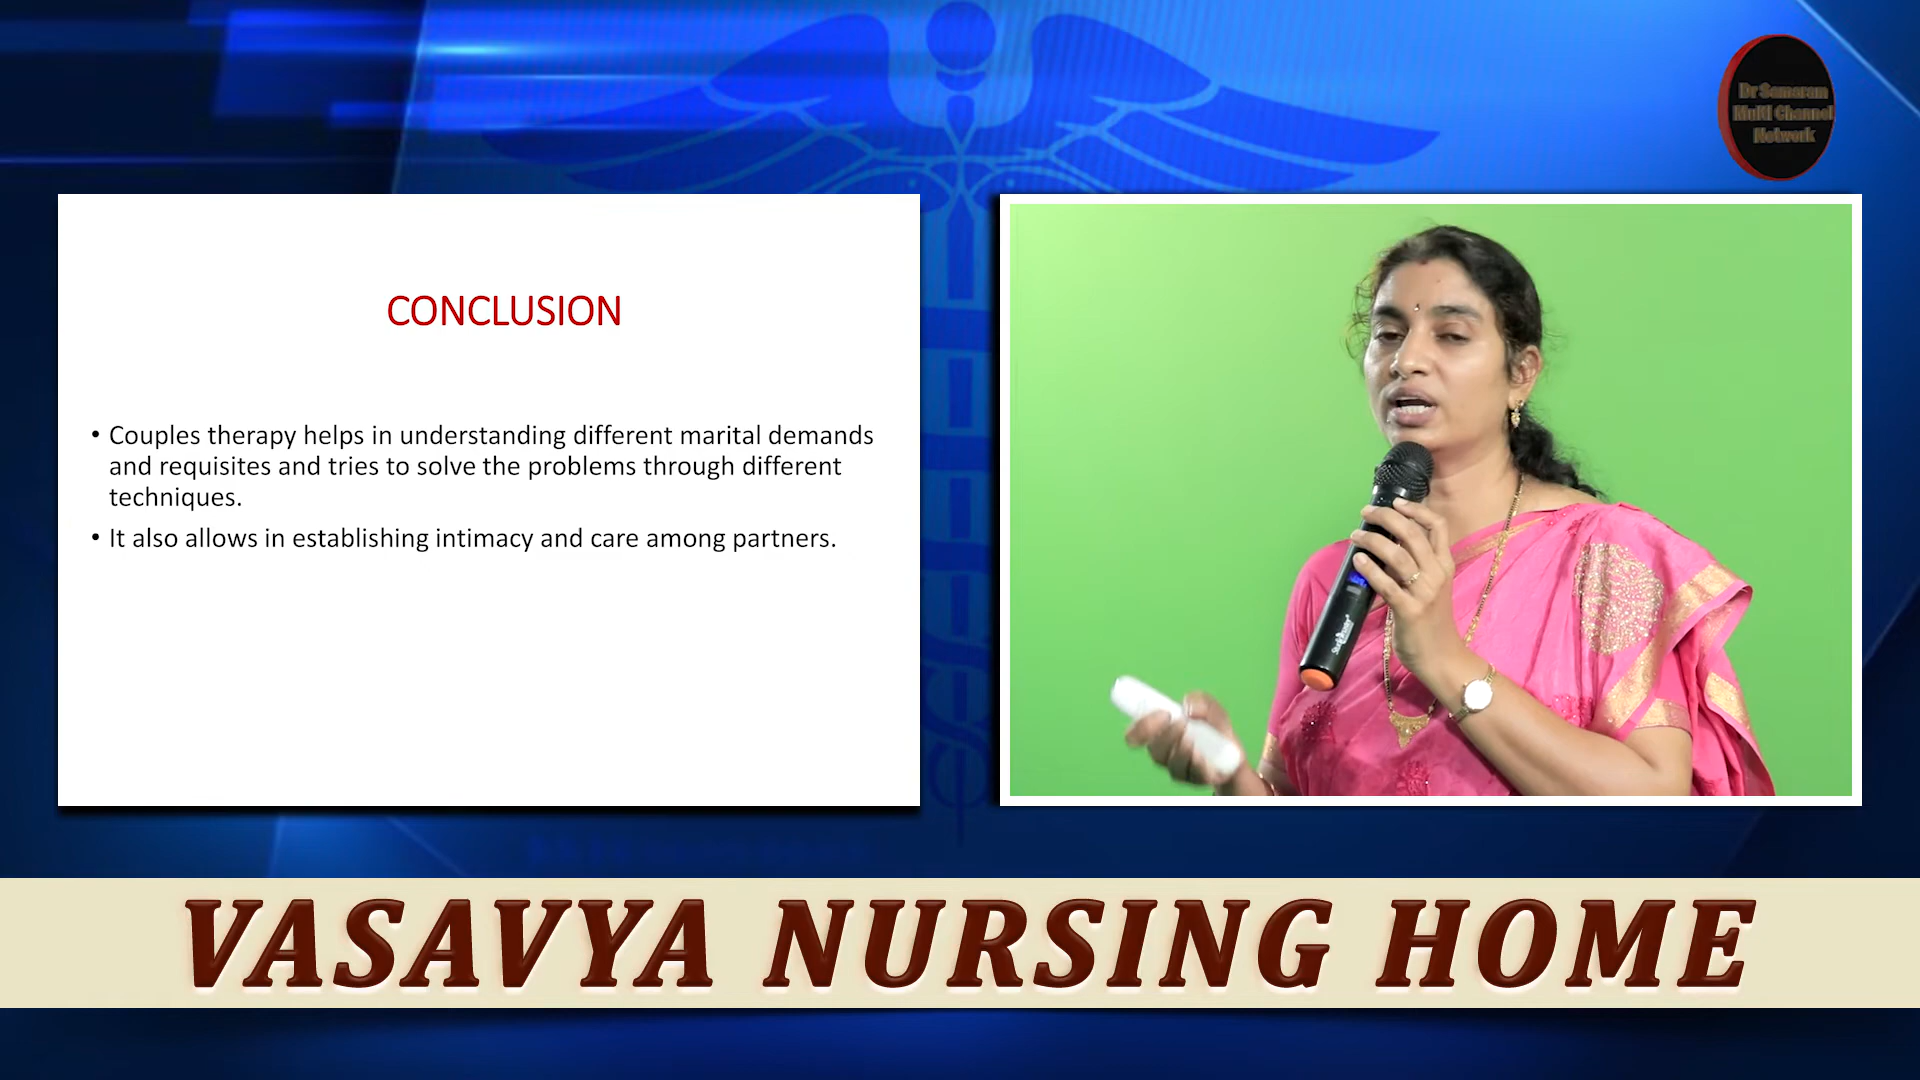 Dr Samaram
Multi Channel
Network
CONCLUSION
• Couples therapy helps in understanding different marital demands
and requisites and tries to solve the problems through different
techniques.
• It also allows in establishing intimacy and care among partners.
VASAVYA NURSING HOME